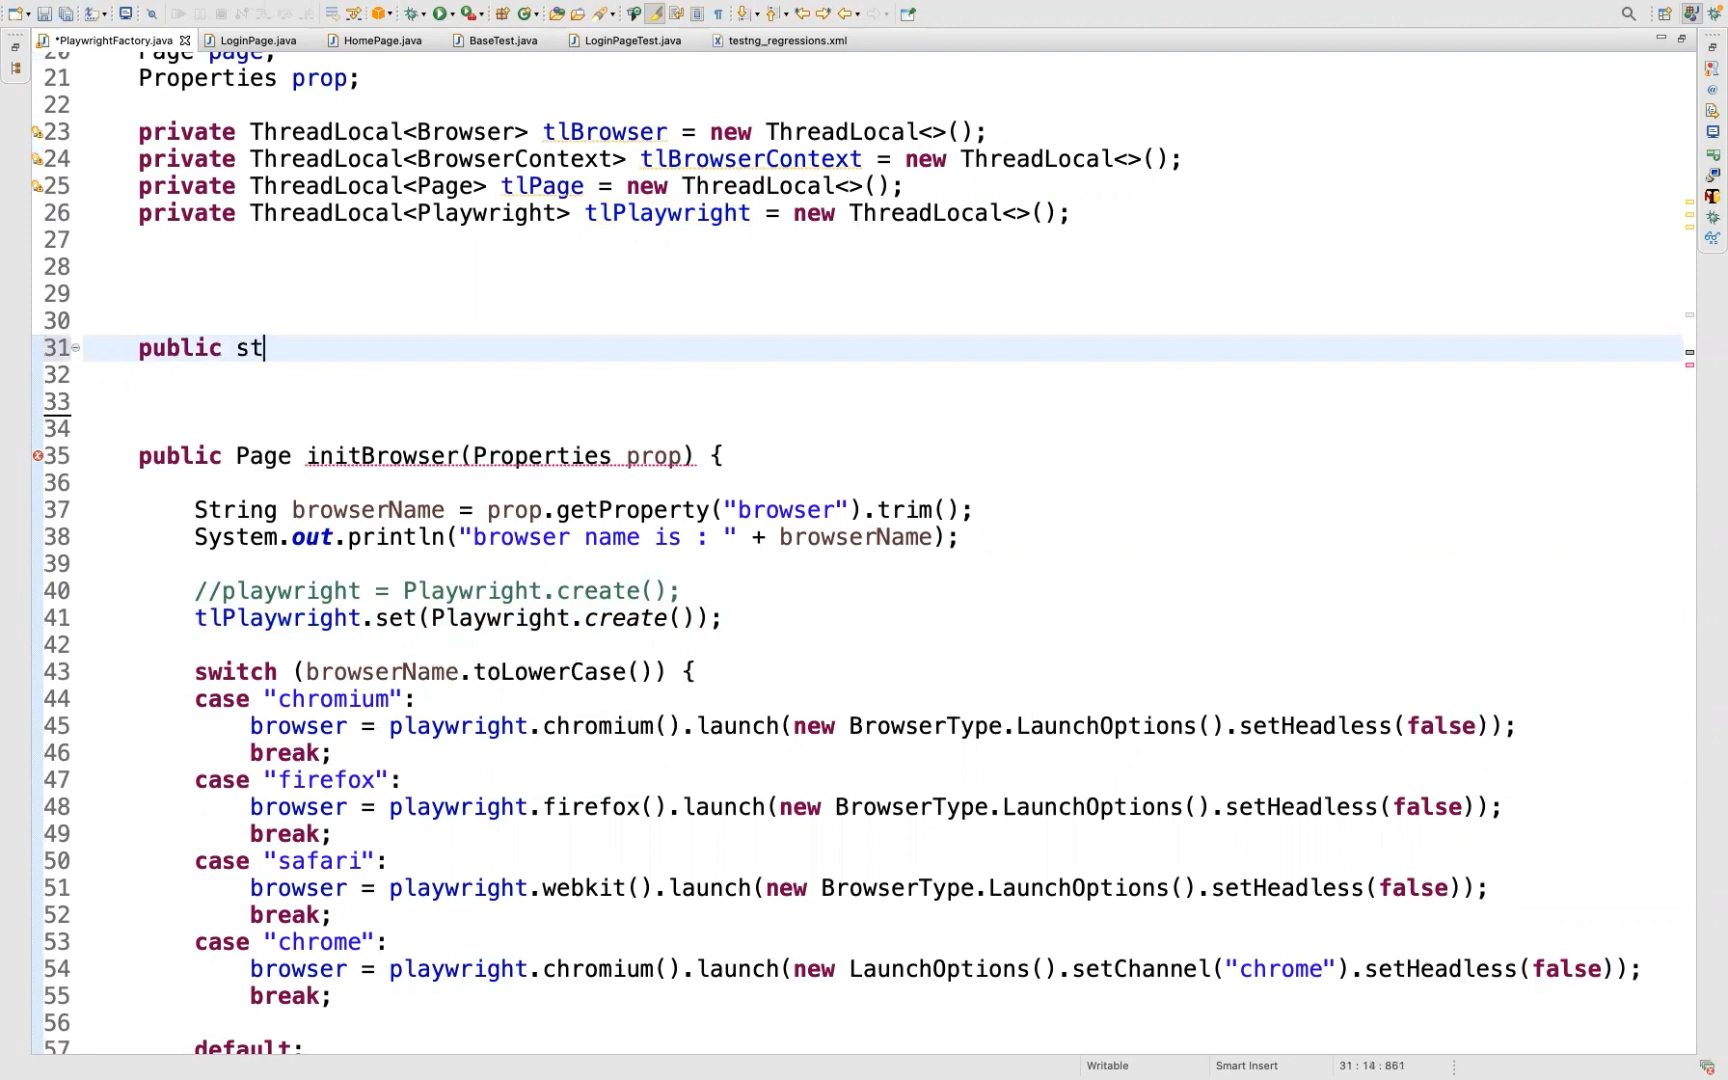 *PlaywrightFactory.java
LoginPage.java
HomePage.java
BaseTest.java
LoginPageTest.java
testng_regressions.xml
Page page;
21 Properties prop;
22
23 private ThreadLocal<Browser> tlBrowser = new ThreadLocal<>();
24 private ThreadLocal<BrowserContext> tlBrowserContext = new ThreadLocal<>();
25 private ThreadLocal<Page> tlPage = new ThreadLocal<>();
26 private ThreadLocal<Playwright> tlPlaywright = new ThreadLocal<>();
27
28
29
30
31 public st
32
33
34
35 public Page initBrowser(Properties prop) {
36
37 String browserName = prop.getProperty("browser").trim();
38 System.out.println("browser name is : " + browserName);
39
40 //playwright = Playwright.create();
41 tlPlaywright.set(Playwright.create());
42
43 switch (browserName.toLowerCase()) {
44 case "chromium":
45 browser = playwright.chromium().launch(new BrowserType.LaunchOptions().setHeadless(false));
46 break;
47 case "firefox":
48 browser = playwright.firefox().launch(new BrowserType.LaunchOptions().setHeadless(false));
49 break;
50 case "safari":
51 browser = playwright.webkit().launch(new BrowserType.LaunchOptions().setHeadless(false));
52 break;
53 case "chrome":
54 browser = playwright.chromium().launch(new LaunchOptions().setChannel("chrome").setHeadless(false));
55 break;
56
57 default:
Writable
Smart Insert
31 : 14 : 861